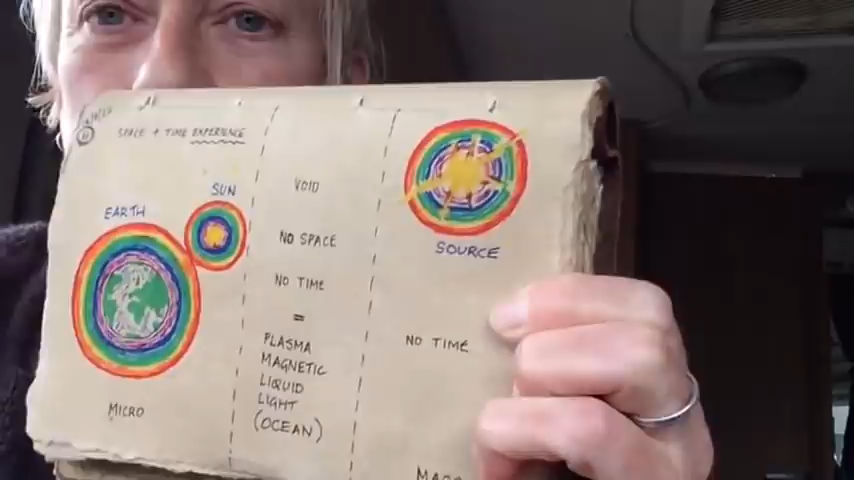 SPACE + TIME EXPERIENCE
SUN
EARTH
MICRO
VOID
NO SPACE
NO TIME
=
PLASMA
MAGNETIC
LIQUID
LIGHT
(OCEAN)
SOURCE
NO TIME